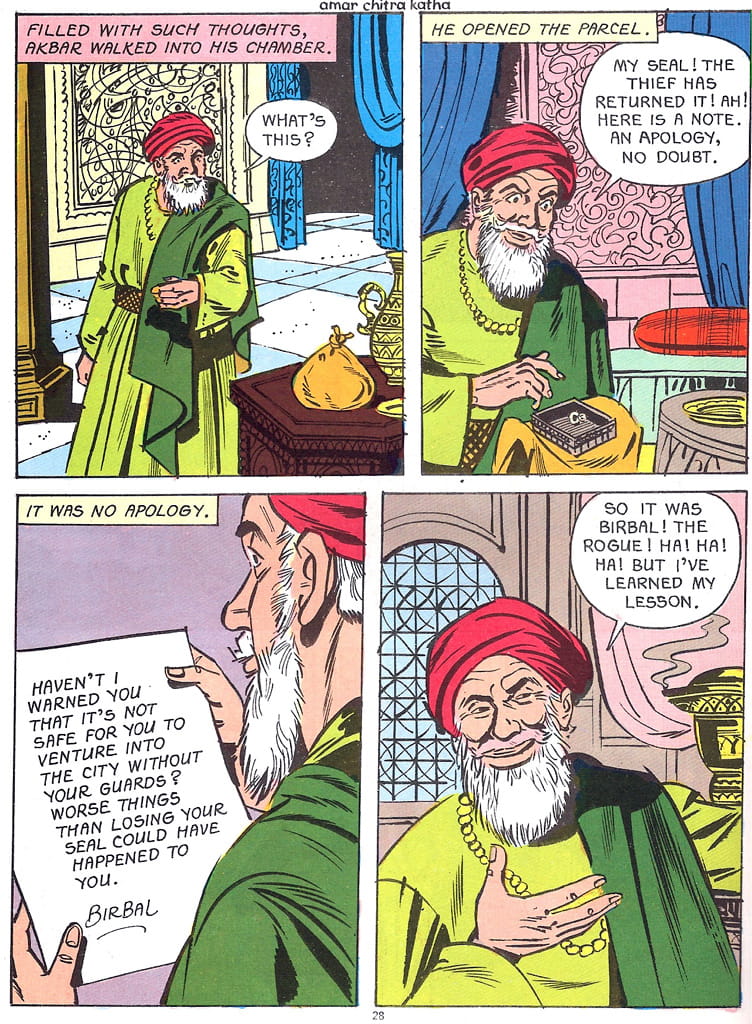 amar chitra katha
FILLED WITH SUCH THOUGHTS,
AKBAR WALKED INTO HIS CHAMBER.
WHAT'S
THIS?
HE OPENED THE PARCEL.
MY SEAL! THE
THIEF HAS
RETURNED IT! AH!
HERE IS A NOTE.
AN APOLOGY,
NO DOUBT.
IT WAS NO APOLOGY.
HAVEN'T I
WARNED YOU
THAT IT'S NOT
SAFE FOR YOU TO
VENTURE INTO
THE CITY WITHOUT
YOUR GUARDS?
WORSE THINGS
THAN LOSING YOUR
SEAL COULD HAVE
HAPPENED TO
YOU.
BIRBAL
SO IT WAS
BIRBAL! THE
ROGUE! HA! HA!
HA! BUT I'VE
LEARNED MY
LESSON.
28